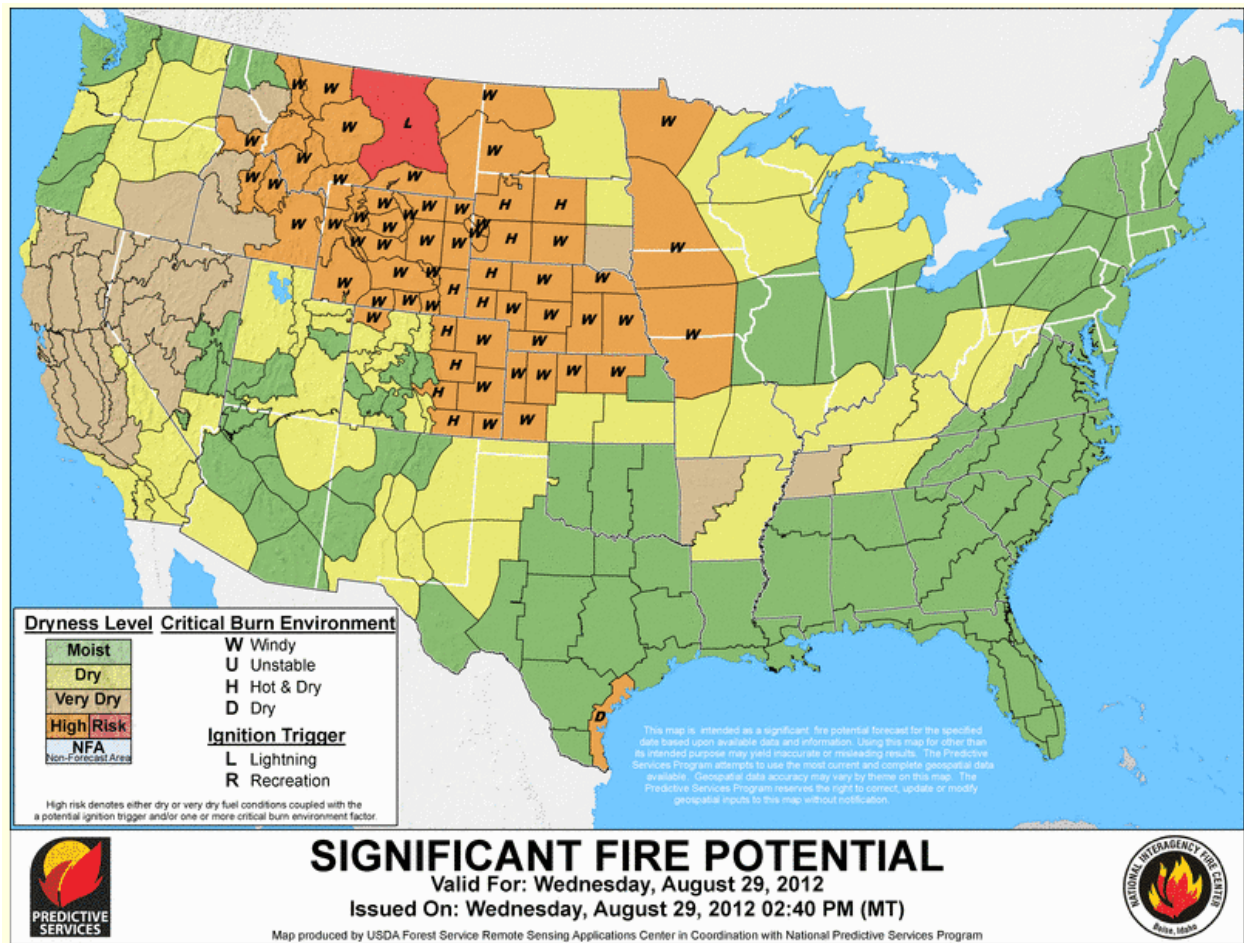 W
W
W
L
W
W
W
W
W
W
W
W
W
W
H
H
W
W
W
W
W
W
W
W
W
W
H
W
W
W
W
W
W
H
W
W
W
W
W
H
H
W
W
W
W
W
W
W
H
W
W
W
H
W
W
W
W
W
H
W
H
W
W
D
Dryness Level
Moist
Dry
Very Dry
High Risk
NFA
Non-Forecast Area
Critical Burn Environment
W Windy
U Unstable
H Hot & Dry
D Dry
Ignition Trigger
L Lightning
R Recreation
High risk denotes either dry or very dry fuel conditions coupled with the
a potential ignition trigger and/or one or more critical burn environment factor.
This map is intended as a significant fire potential forecast for the specified
date based upon available data and information. Using this map for other than
its intended purpose may yield inaccurate or misleading results. The Predictive
Services Program attempts to use the most current and complete geospatial data
available. Geospatial data accuracy may vary by theme on this map. The
Predictive Services Program reserves the right to correct, update or modify
geospatial inputs to this map without notification.
PREDICTIVE
SERVICES
SIGNIFICANT FIRE POTENTIAL
Valid For: Wednesday, August 29, 2012
Issued On: Wednesday, August 29, 2012 02:40 PM (MT)
Map produced by USDA Forest Service Remote Sensing Applications Center in Coordination with National Predictive Services Program
NATIONAL INTERAGENCY FIRE CENTER
Boise, Idaho